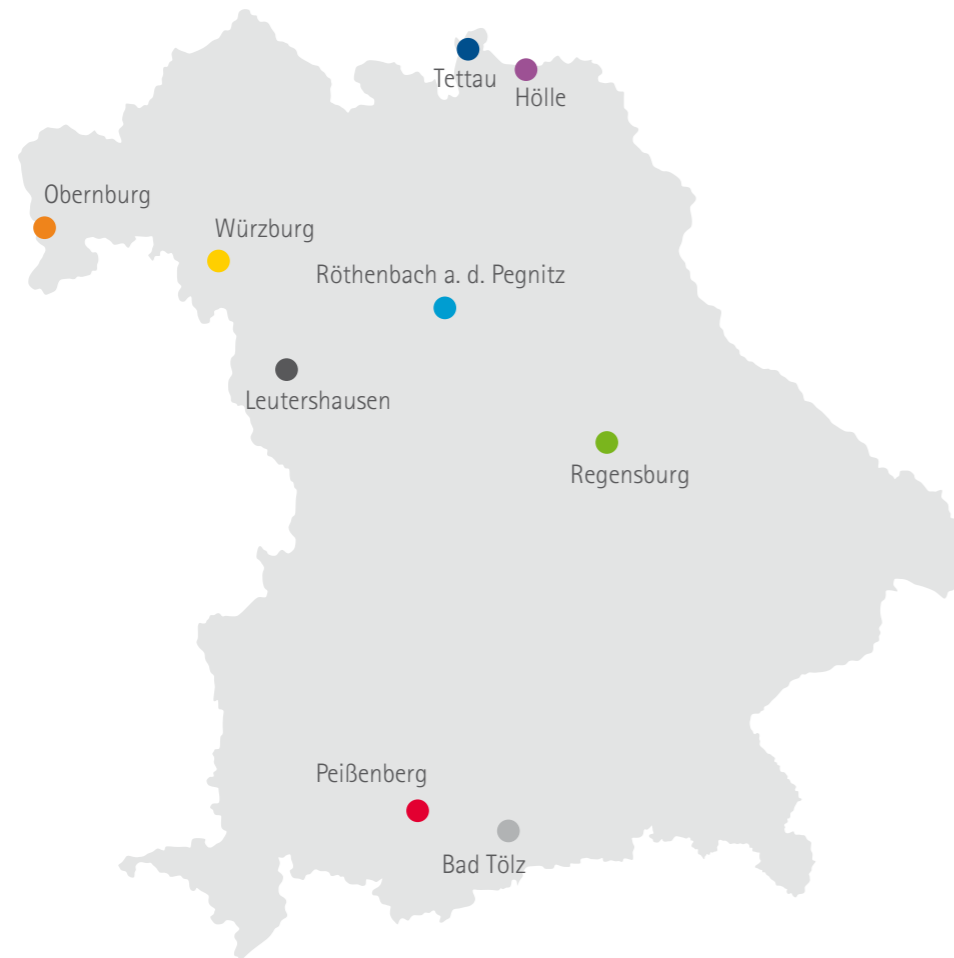 Tettau
Hölle
Obernburg
Würzburg
Röthenbach a. d. Pegnitz
Leutershausen
Regensburg
Peißenberg
Bad Tölz